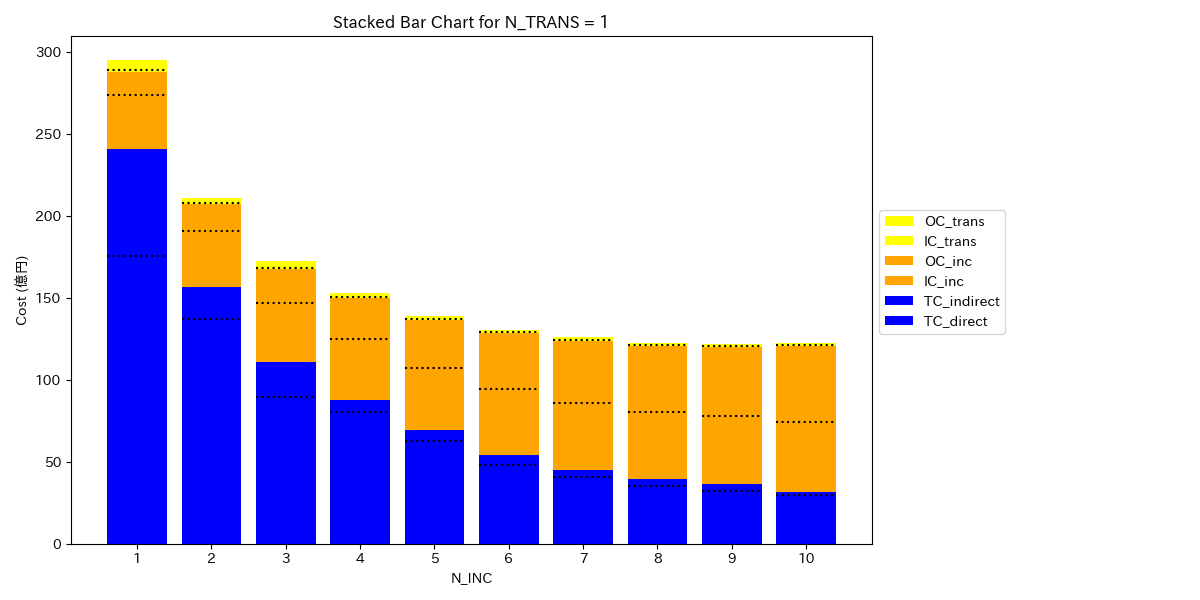 Stacked Bar Chart for N_TRANS = 1
300
250
200
150
100
50
0
Cost (億円)
1 2 3 4 5 6 7 8 9 10
N_INC
OC_trans
IC_trans
OC_inc
IC_inc
TC_indirect
TC_direct